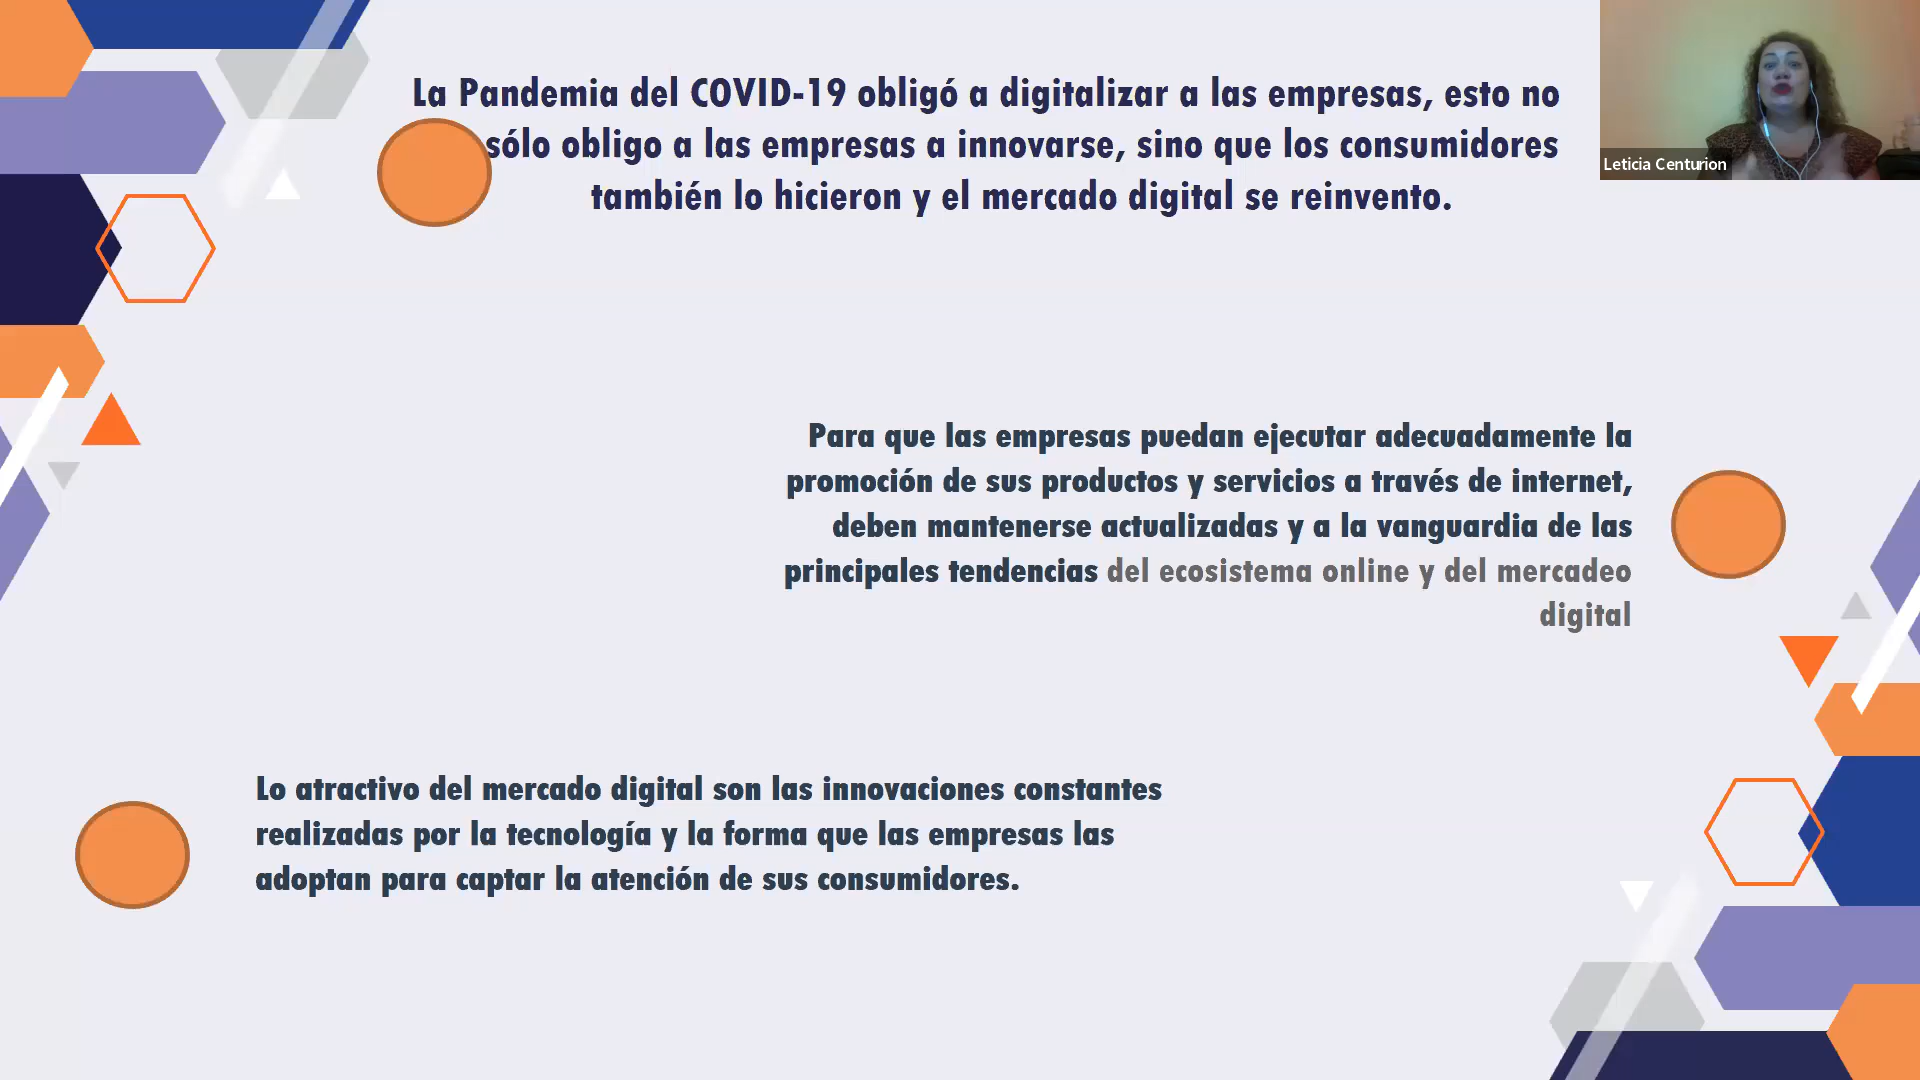 La Pandemia del COVID-19 obligó a digitalizar a las empresas, esto no
sólo obligo a las empresas a innovarse, sino que los consumidores
también lo hicieron y el mercado digital se reinvento.
Leticia Centurion
Para que las empresas puedan ejecutar adecuadamente la
promoción de sus productos y servicios a través de internet,
deben mantenerse actualizadas y a la vanguardia de las
principales tendencias del ecosistema online y del mercadeo
digital
Lo atractivo del mercado digital son las innovaciones constantes
realizadas por la tecnología y la forma que las empresas las
adoptan para captar la atención de sus consumidores.